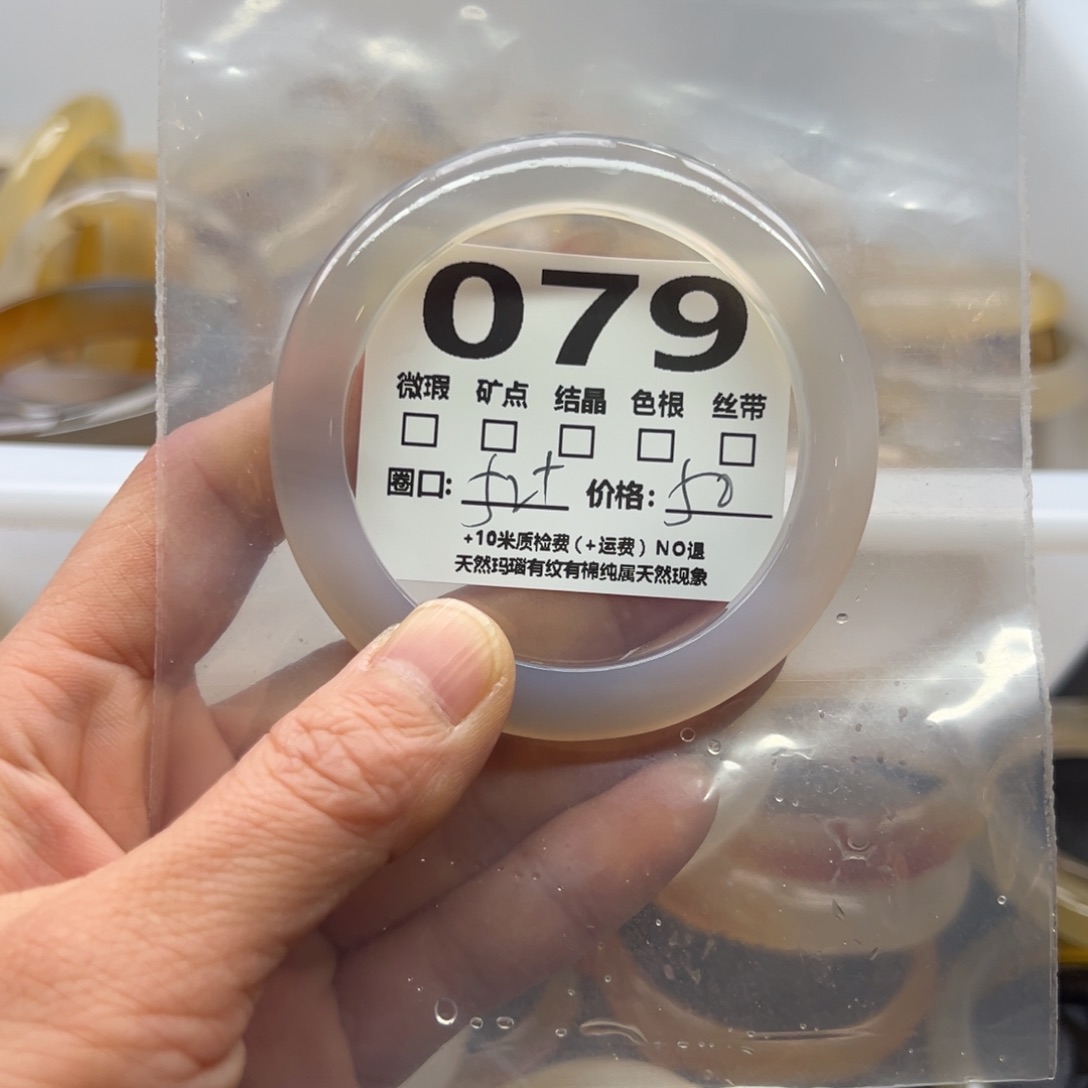 079
微瑕 矿点 结晶 色根 丝带
圈口: 52+ 价格: 50
+10米质检费(+运费) NO退
天然玛瑙有纹有棉纯属天然现象